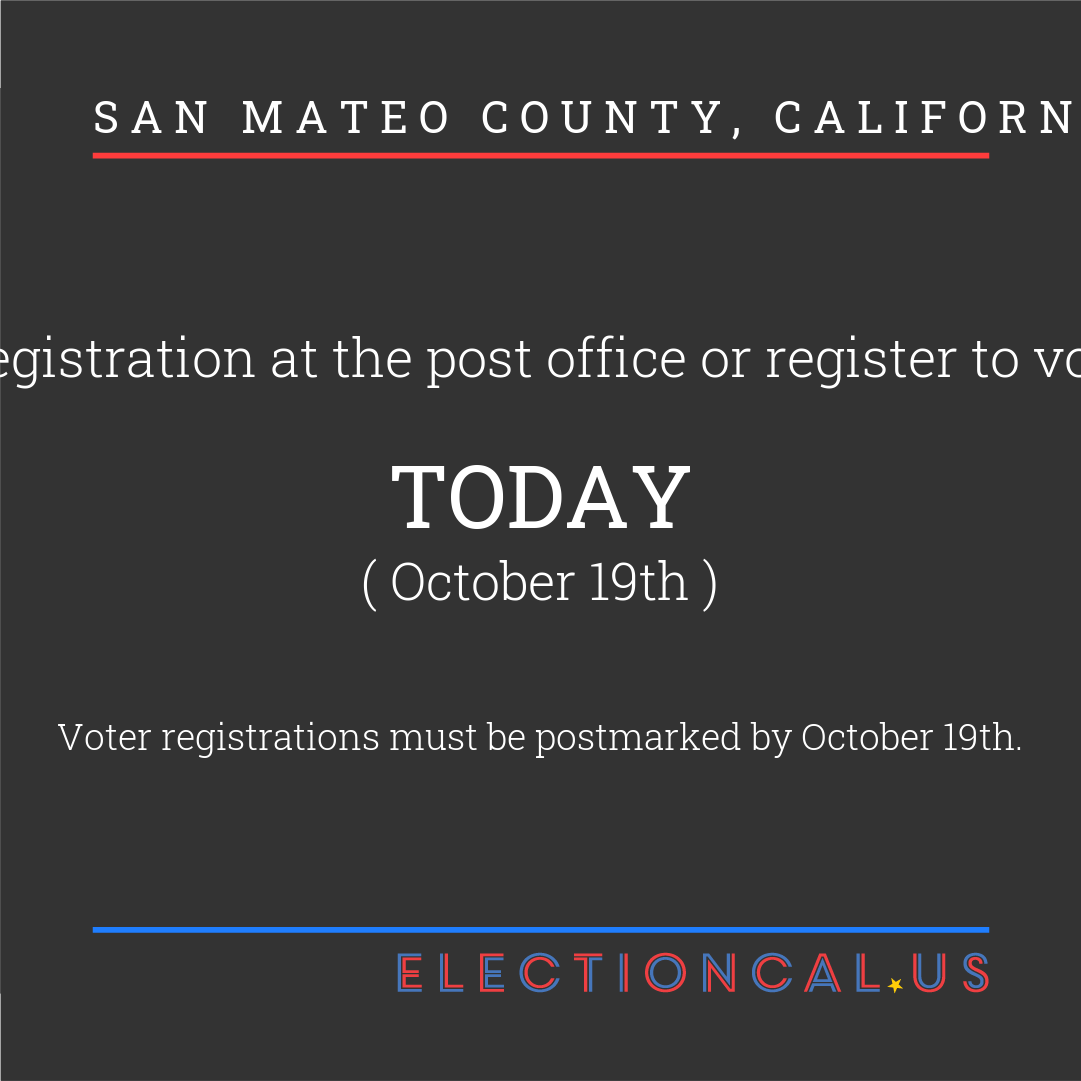 SAN MATEO COUNTY, CALIFORN
egistration at the post office or register to vo
TODAY
( October 19th )
Voter registrations must be postmarked by October 19th.
ELECTIONCAL.US